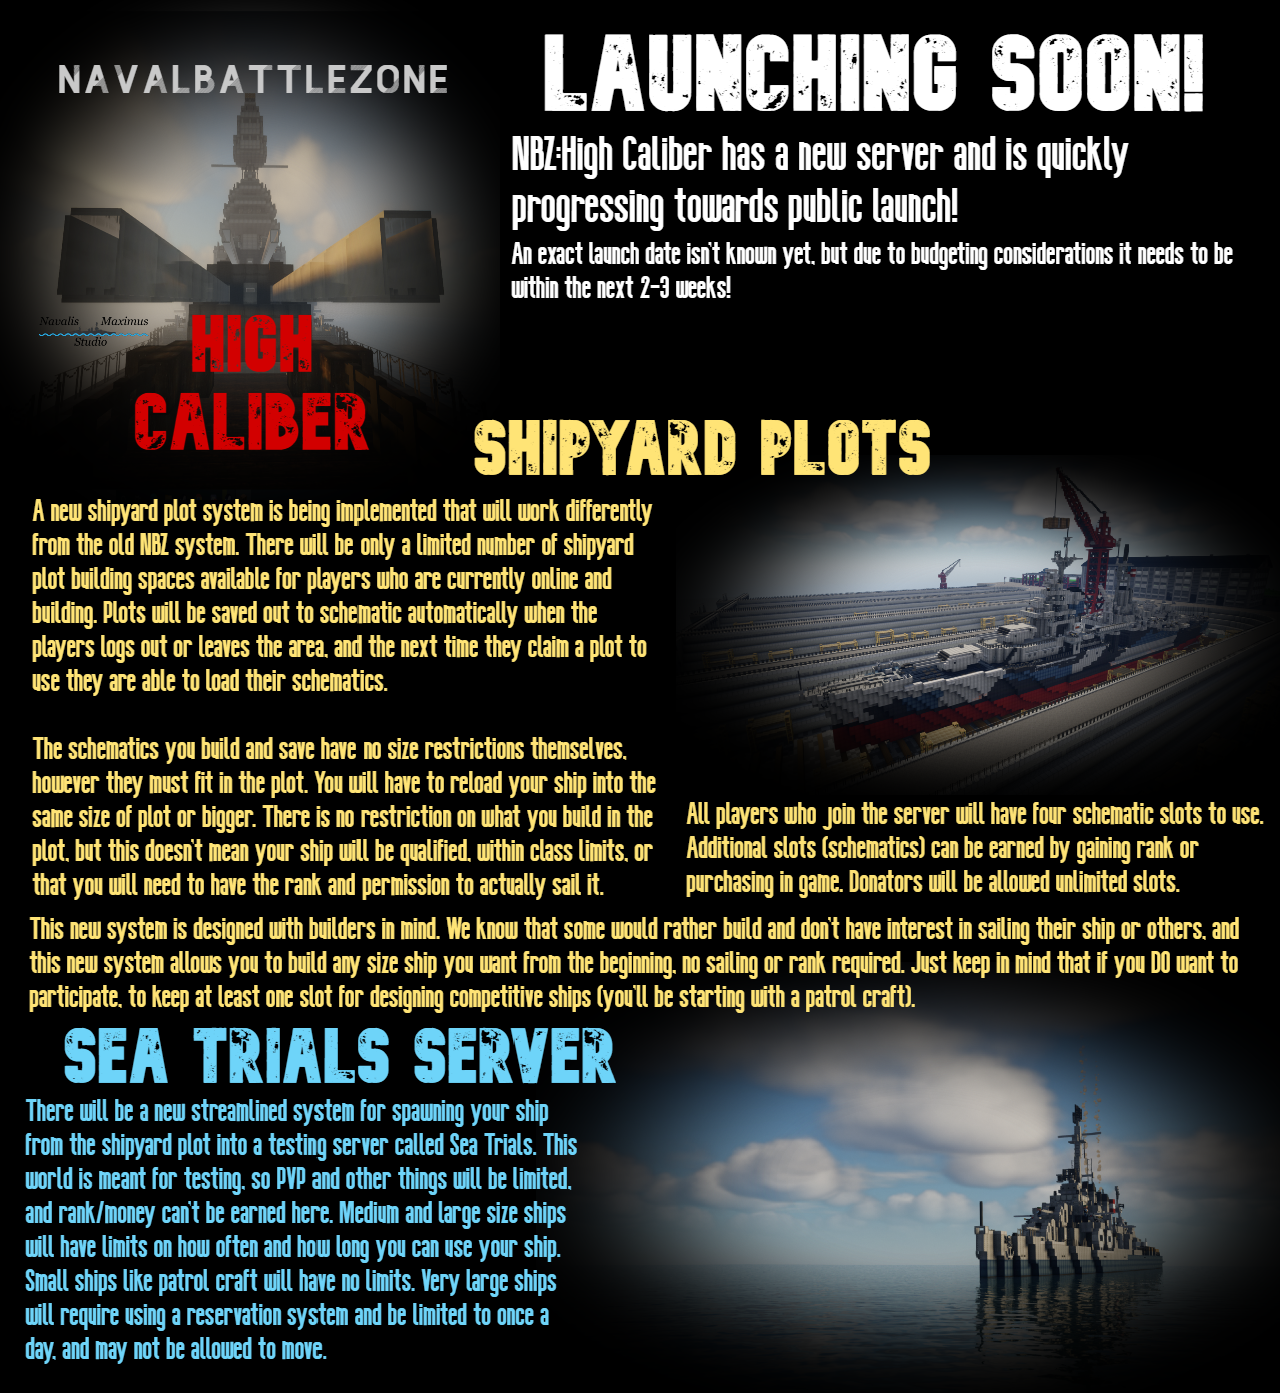 NAVALBATTLEZONE
Navalis Maximus
Studio
HIGH
CALIBER
LAUNCHING SOON!
NBZ:High Caliber has a new server and is quickly
progressing towards public launch!
An exact launch date isn't known yet, but due to budgeting considerations it needs to be
within the next 2-3 weeks!
SHIPYARD PLOTS
A new shipyard plot system is being implemented that will work differently
from the old NBZ system. There will be only a limited number of shipyard
plot building spaces available for players who are currently online and
building. Plots will be saved out to schematic automatically when the
players logs out or leaves the area, and the next time they claim a plot to
use they are able to load their schematics.
The schematics you build and save have no size restrictions themselves,
however they must fit in the plot. You will have to reload your ship into the
same size of plot or bigger. There is no restriction on what you build in the
plot, but this doesn't mean your ship will be qualified, within class limits, or
that you will need to have the rank and permission to actually sail it.
All players who join the server will have four schematic slots to use.
Additional slots (schematics) can be earned by gaining rank or
purchasing in game. Donators will be allowed unlimited slots.
This new system is designed with builders in mind. We know that some would rather build and don't have interest in sailing their ship or others, and
this new system allows you to build any size ship you want from the beginning, no sailing or rank required. Just keep in mind that if you DO want to
participate, to keep at least one slot for designing competitive ships (you'll be starting with a patrol craft).
SEA TRIALS SERVER
There will be a new streamlined system for spawning your ship
from the shipyard plot into a testing server called Sea Trials. This
world is meant for testing, so PVP and other things will be limited,
and rank/money can't be earned here. Medium and large size ships
will have limits on how often and how long you can use your ship.
Small ships like patrol craft will have no limits. Very large ships
will require using a reservation system and be limited to once a
day, and may not be allowed to move.